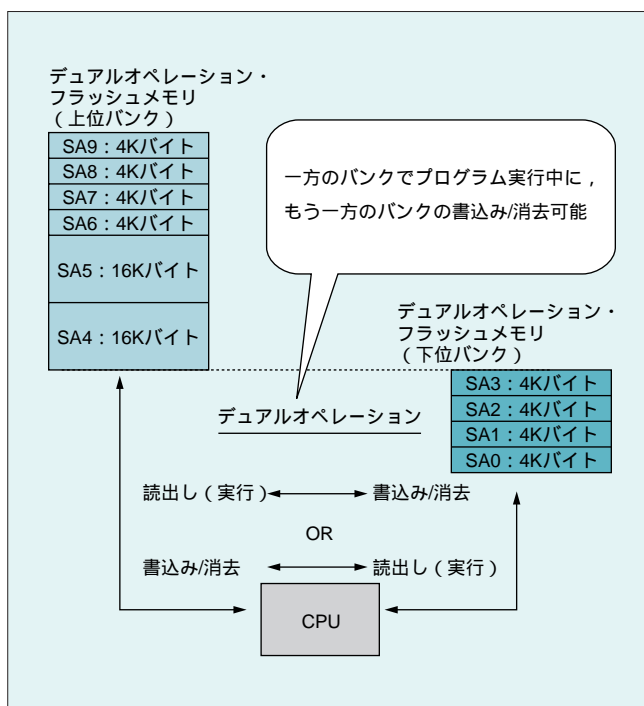 デュアルオペレーション・
フラッシュメモリ
(上位バンク)
SA9:4Kバイト
SA8:4Kバイト
SA7:4Kバイト
SA6:4Kバイト
SA5:16Kバイト
SA4:16Kバイト
一方のバンクでプログラム実行中に,
もう一方のバンクの書込み/消去可能
デュアルオペレーション・
フラッシュメモリ
(下位バンク)
SA3:4Kバイト
SA2:4Kバイト
SA1:4Kバイト
SA0:4Kバイト
デュアルオペレーション
読出し(実行) 書込み/消去
OR
書込み/消去 読出し(実行)
CPU